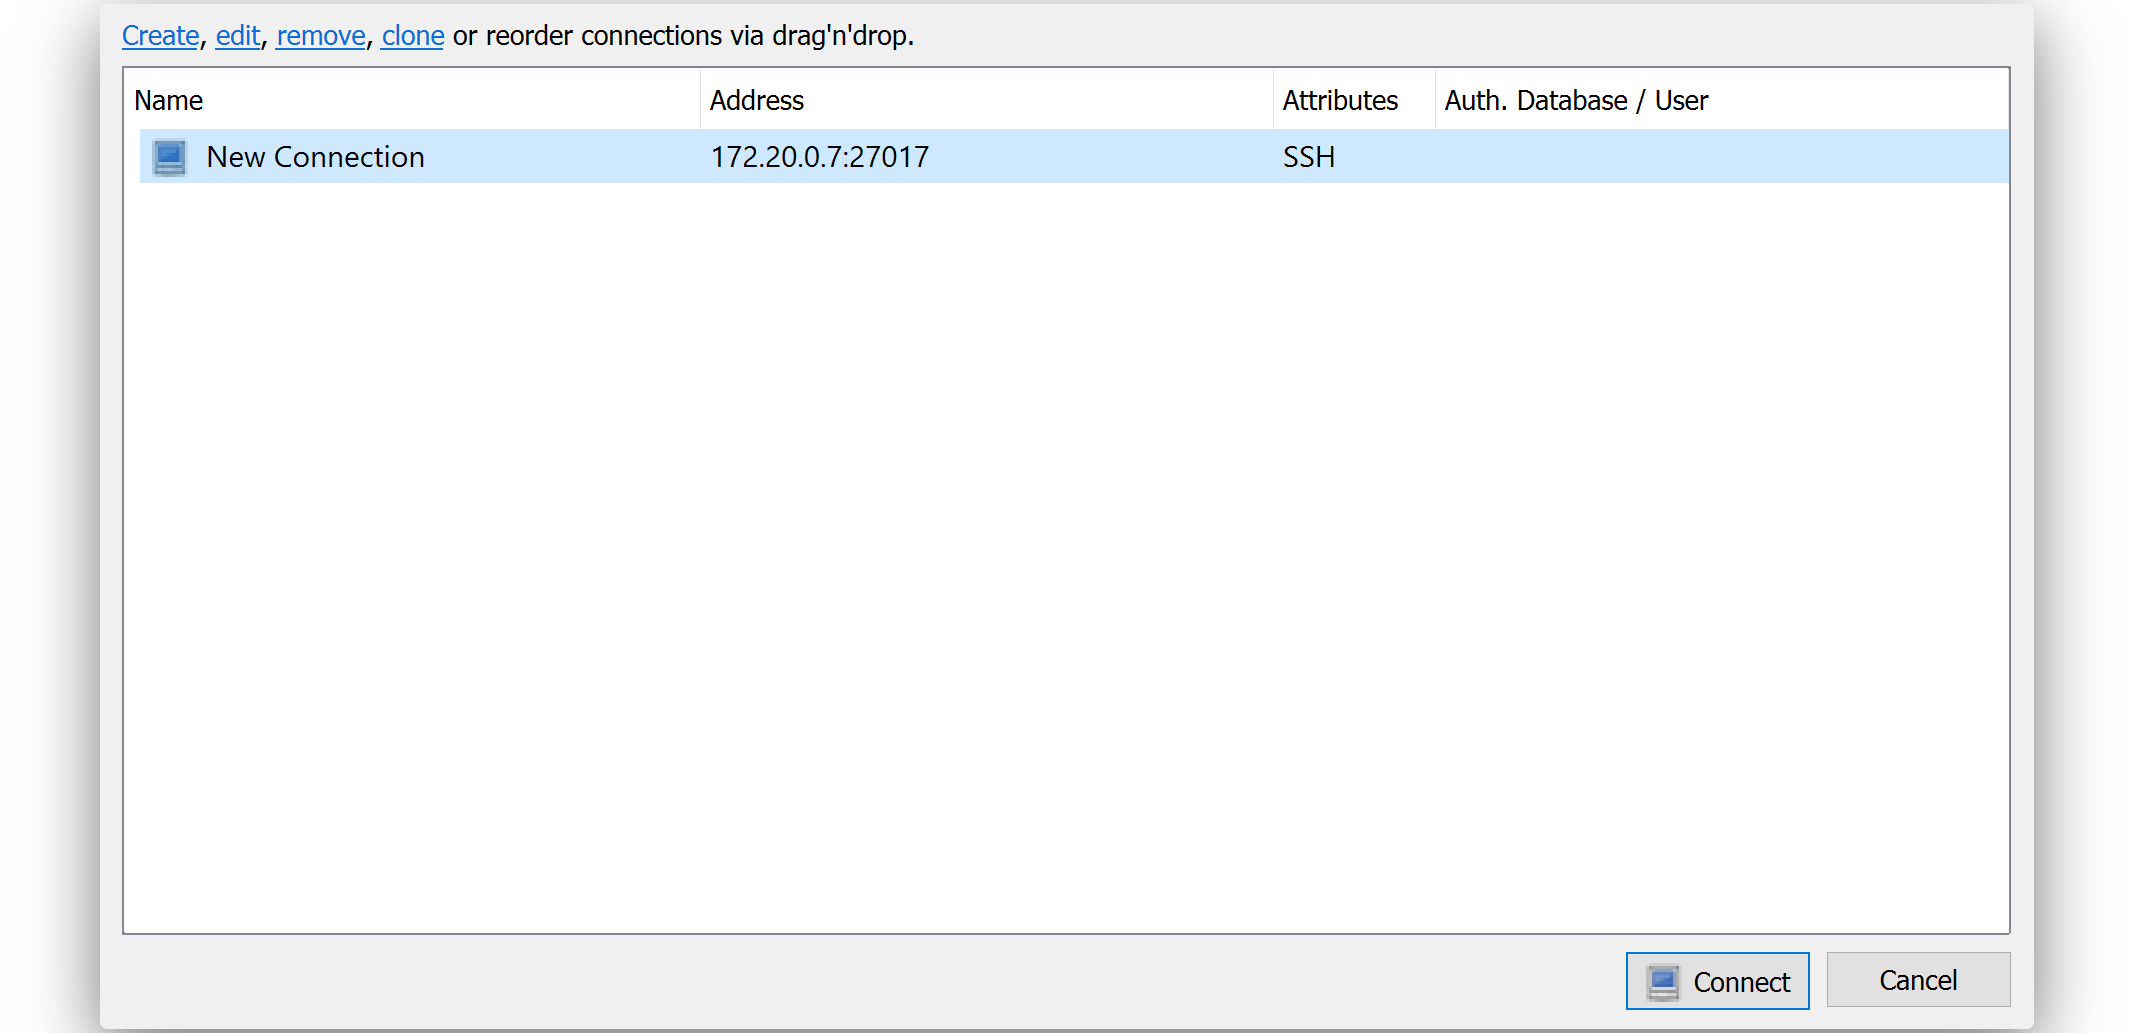 Create, edit, remove, clone or reorder connections via drag'n'drop.
Name Address Attributes Auth. Database / User
New Connection 172.20.0.7:27017 SSH
Connect Cancel